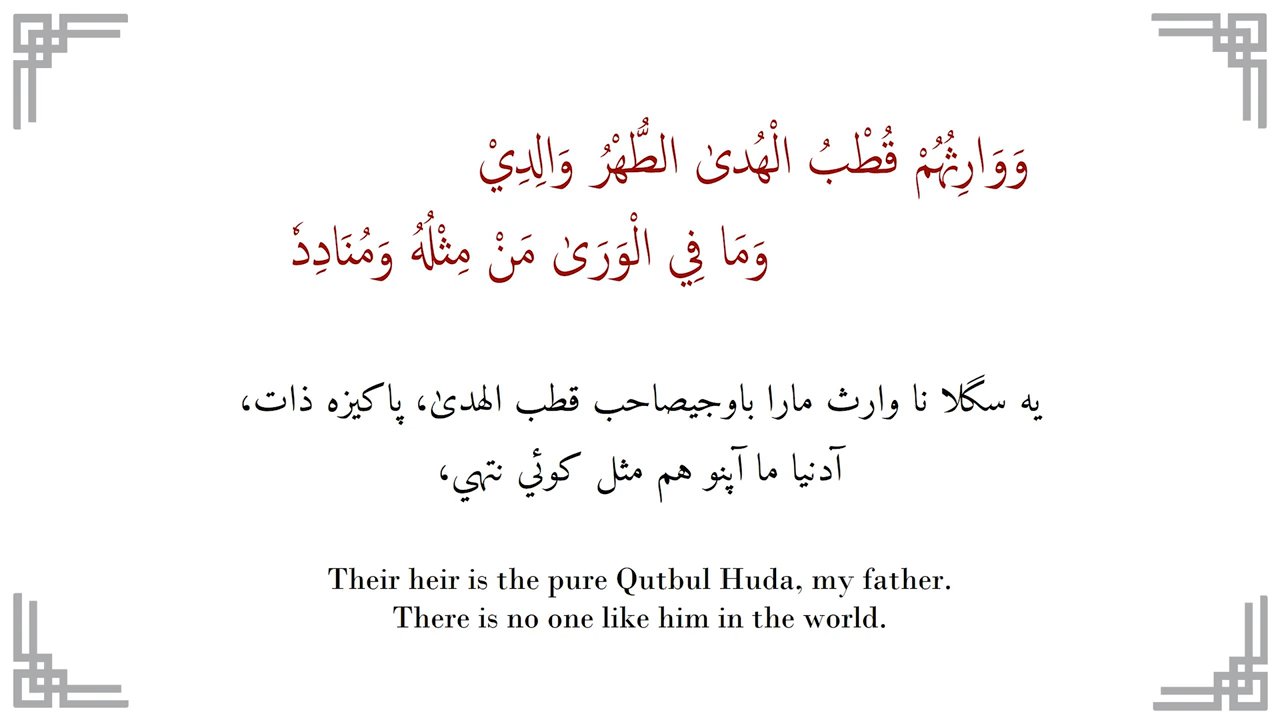 وَوَارِثُهُمْ قُطْبُ الْهُدىٰ الطُّهْرُ وَالِدِيْ
وَمَا فِي الْوَرَىٰ مَنْ مِثْلُهُ وَمُنَادِدٗ
يه سگلا نا وارث مارا باوجيصاحب قطب الهدىٰ، پاكيزه ذات،
آدنيا ما آپنو هم مثل كوئي نتهي،
Their heir is the pure Qutbul Huda, my father.
There is no one like him in the world.